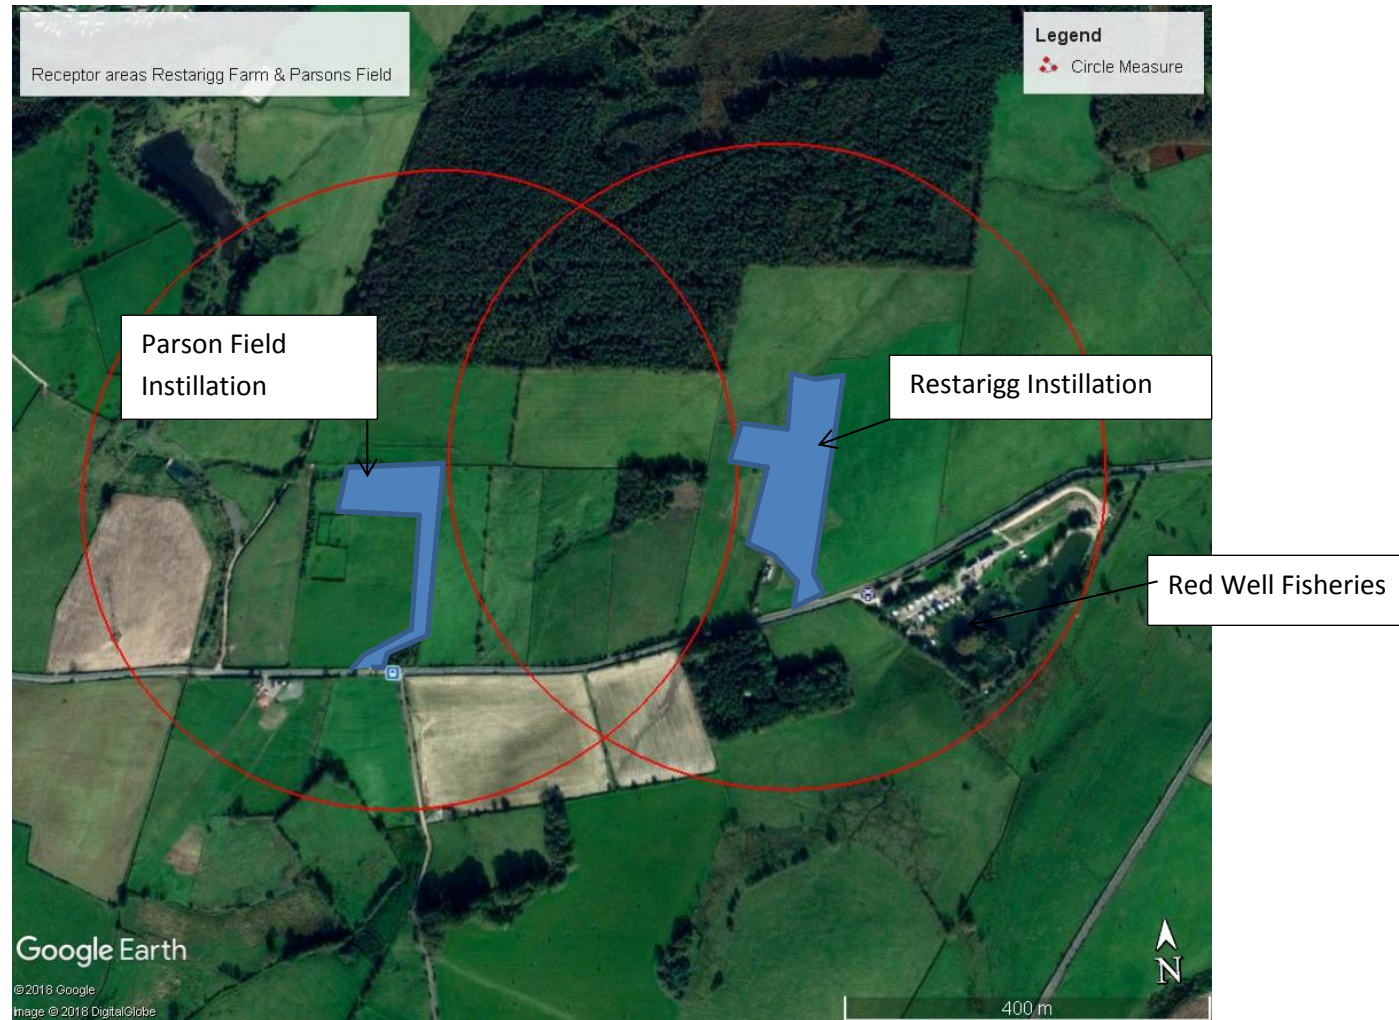 Receptor areas Restarigg Farm & Parsons Field
Legend
Circle Measure
Parson Field
Instillation
Restarigg Instillation
Red Well Fisheries
Google Earth
©2018 Google
Image © 2018 DigitalGlobe
N
400 m